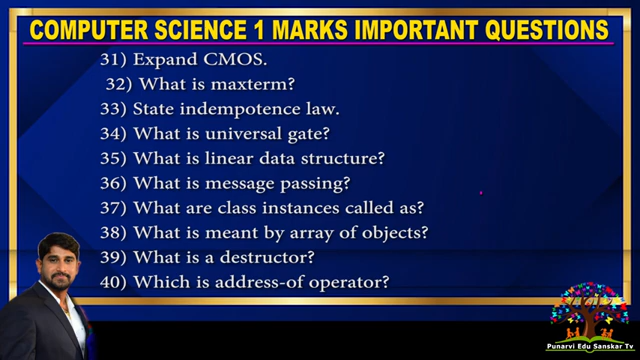 COMPUTER SCIENCE 1 MARKS IMPORTANT QUESTIONS
31) Expand CMOS.
32) What is maxterm?
33) State indempotence law.
34) What is universal gate?
35) What is linear data structure?
36) What is message passing?
37) What are class instances called as?
38) What is meant by array of objects?
39) What is a destructor?
40) Which is address-of operator?
Punarvi Edu Sanskar Tv